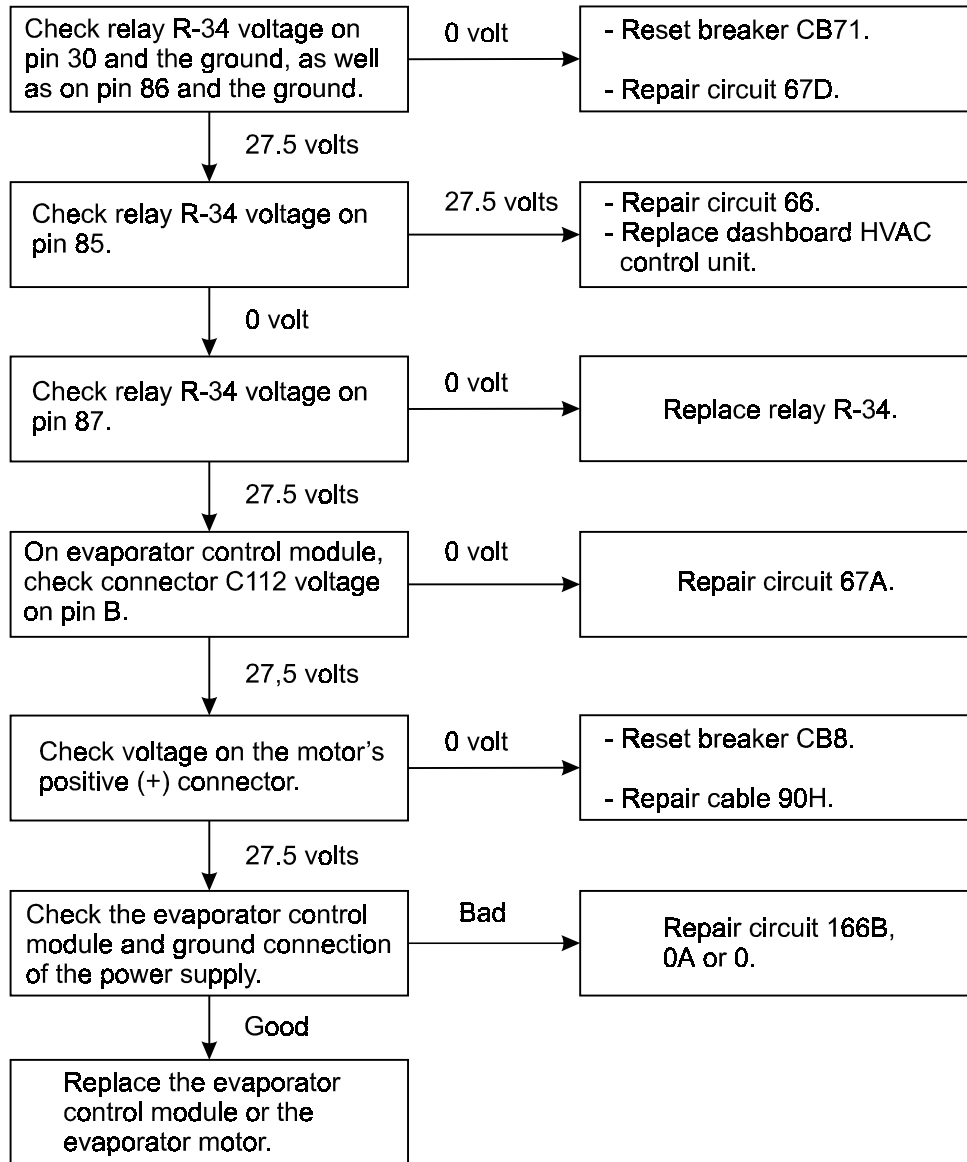 Check relay R-34 voltage on
pin 30 and the ground, as well
as on pin 86 and the ground.
0 volt
- Reset breaker CB71.
- Repair circuit 67D.
27.5 volts
Check relay R-34 voltage on
pin 85.
27.5 volts
- Repair circuit 66.
- Replace dashboard HVAC
control unit.
0 volt
Check relay R-34 voltage on
pin 87.
0 volt
Replace relay R-34.
27.5 volts
On evaporator control module,
check connector C112 voltage
on pin B.
0 volt
Repair circuit 67A.
27,5 volts
Check voltage on the motor's
positive (+) connector.
0 volt
- Reset breaker CB8.
- Repair cable 90H.
27.5 volts
Check the evaporator control
module and ground connection
of the power supply.
Bad
Repair circuit 166B,
0A or 0.
Good
Replace the evaporator
control module or the
evaporator motor.